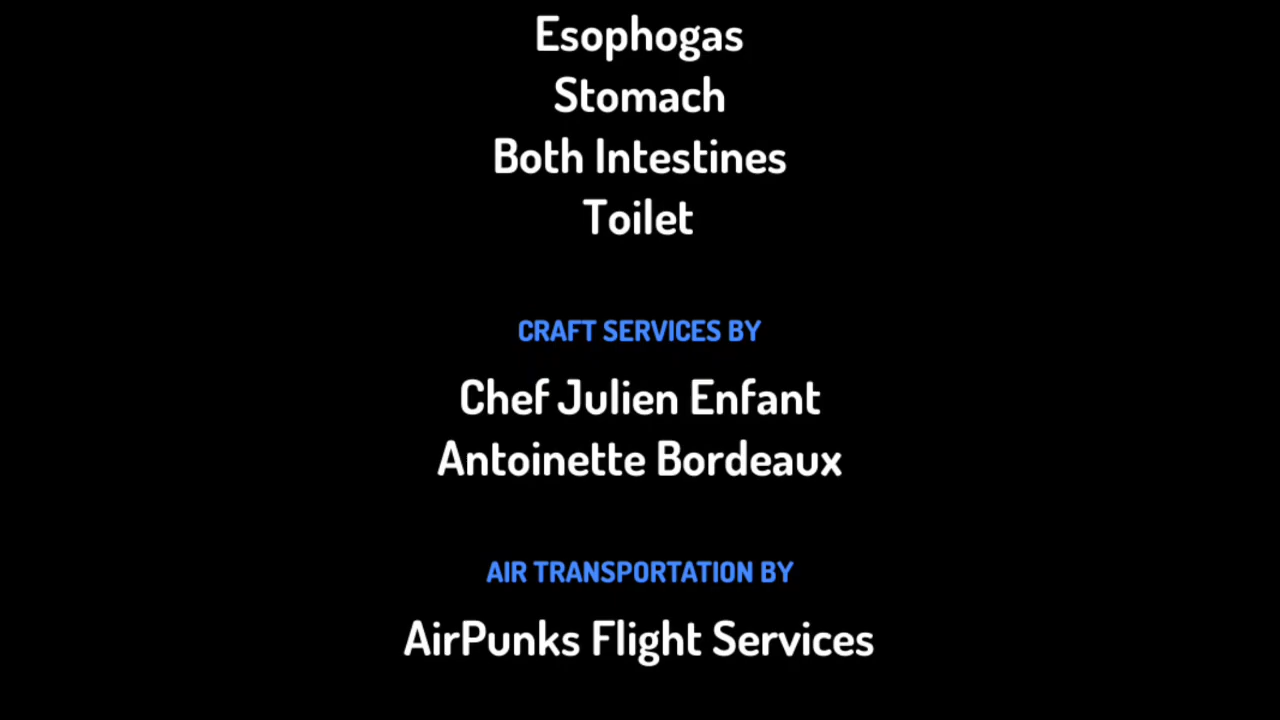 Esophogas
Stomach
Both Intestines
Toilet
CRAFT SERVICES BY
Chef Julien Enfant
Antoinette Bordeaux
AIR TRANSPORTATION BY
AirPunks Flight Services